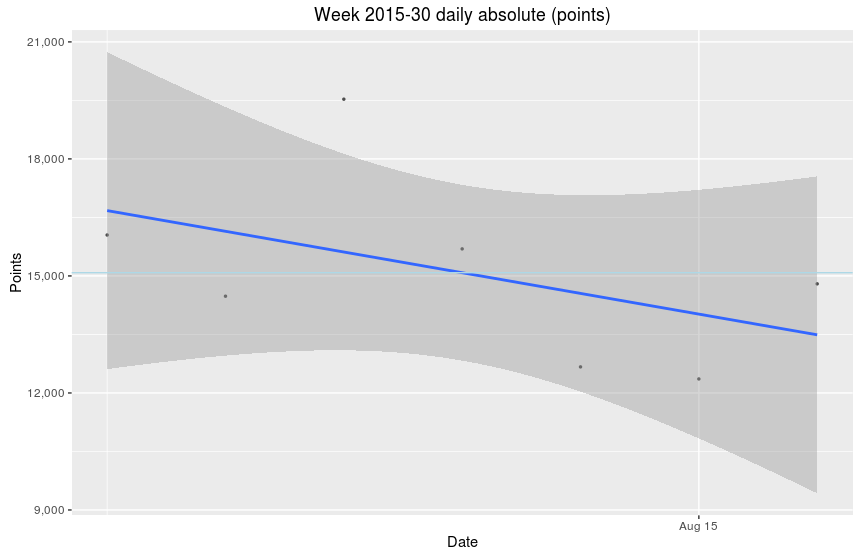 Week 2015-30 daily absolute (points)
21,000
18,000
15,000
12,000
9,000
Points
Aug 15
Date